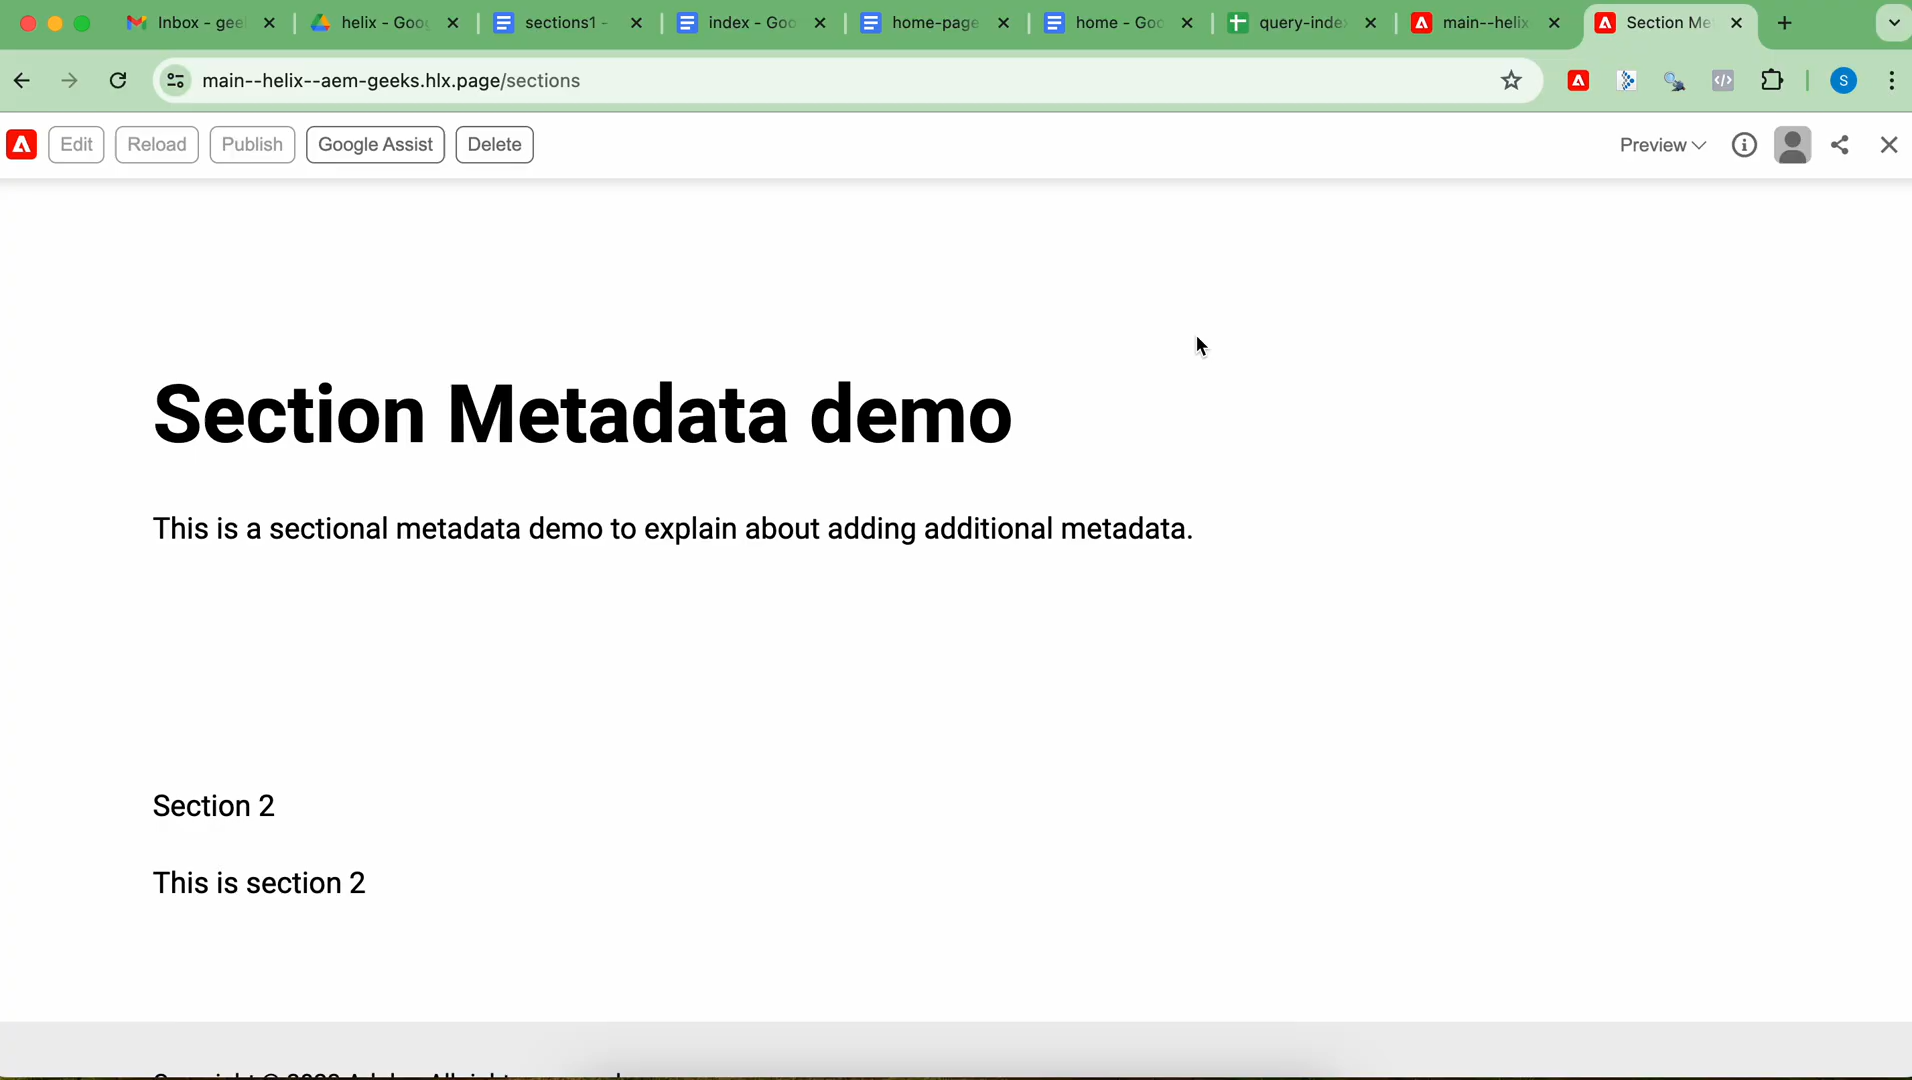 Inbox - gee
helix - Goo
sections1 -
index - Goo
home-page
home - Goo
query-inde
main--helix
Section Me
main--helix--aem-geeks.hlx.page/sections
S
Edit
Reload
Publish
Google Assist
Delete
Preview
Section Metadata demo
This is a sectional metadata demo to explain about adding additional metadata.
Section 2
This is section 2